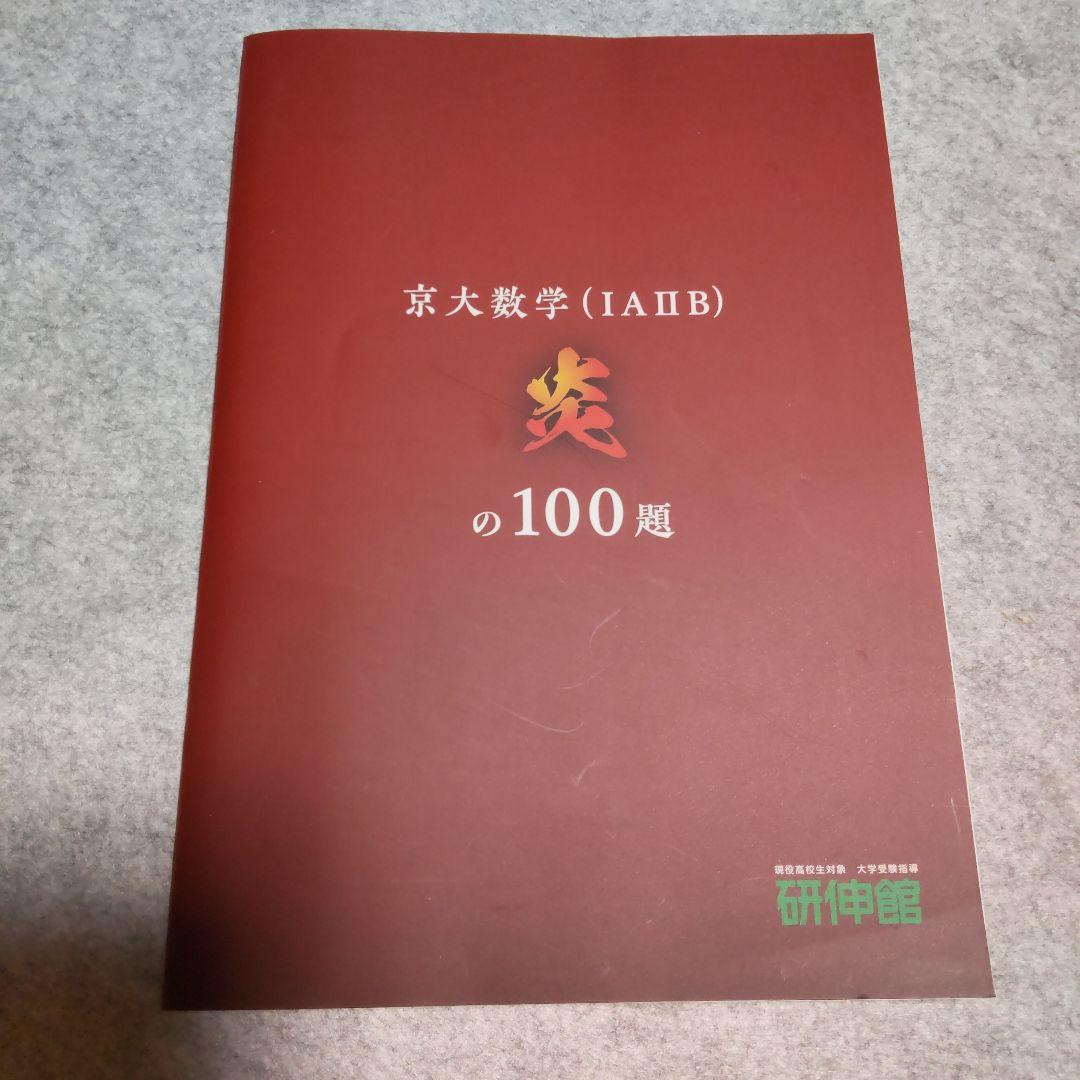 京大数学(IAⅡB)
炎
の100題
現役高校生対象 大学受験指導
研伸館